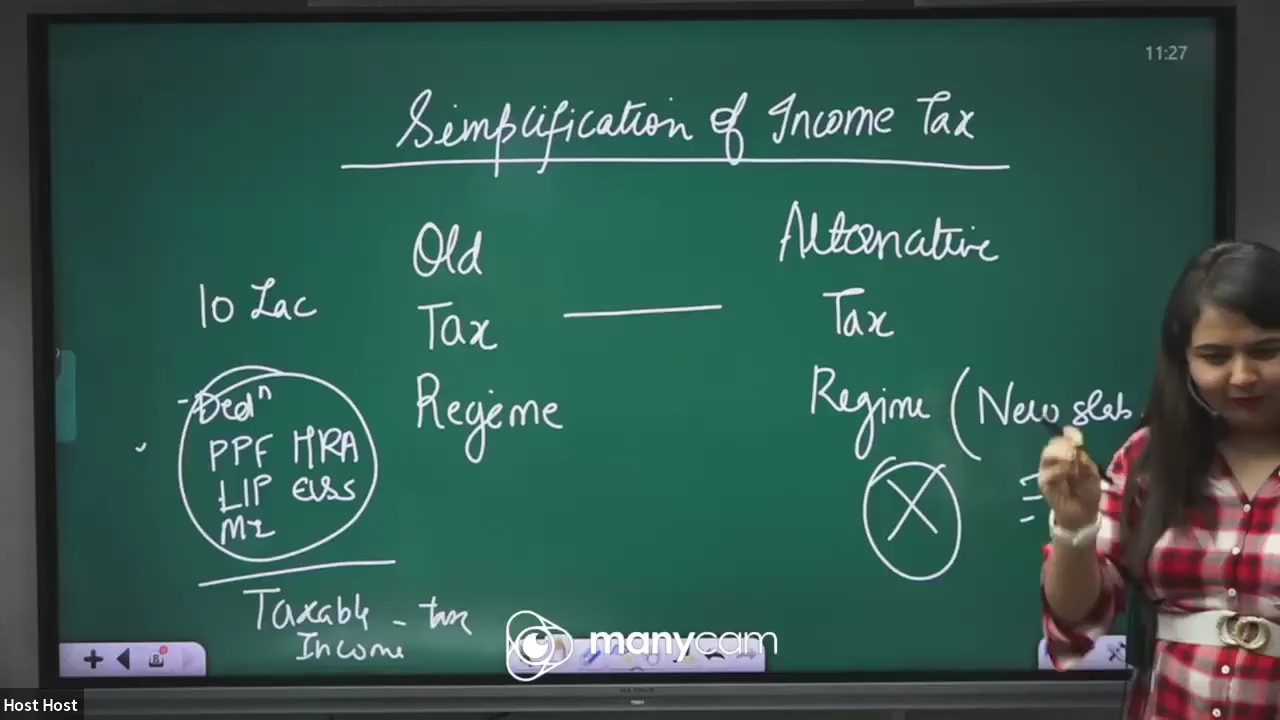 11:27
Simplification of Income Tax
Old
Tax
Regime
Alternative
Tax
Regime (New slab
10 Lac
- Dedⁿ
PPF HRA
LIP ELSS
Taxable - tax
Income
manycam
Host Host